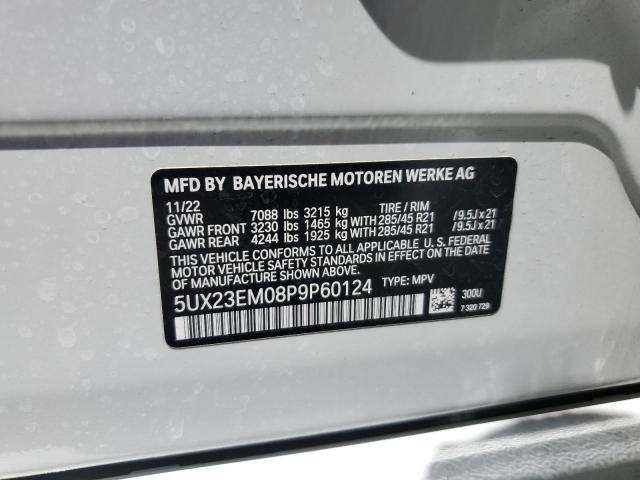 MFD BY BAYERISCHE MOTOREN WERKE AG
11/22 TIRE / RIM
GVWR 7088 lbs 3215 kg
GAWR FRONT 3230 lbs 1465 kg WITH 285/45 R21 /9.5J x 21
GAWR REAR 4244 lbs 1925 kg WITH 285/45 R21 /9.5J x 21
THIS VEHICLE CONFORMS TO ALL APPLICABLE U.S. FEDERAL
MOTOR VEHICLE SAFETY STANDARDS IN EFFECT ON THE DATE
OF MANUFACTURE SHOWN ABOVE.
5UX23EM08P9P60124 TYPE: MPV
300U
7 320 729